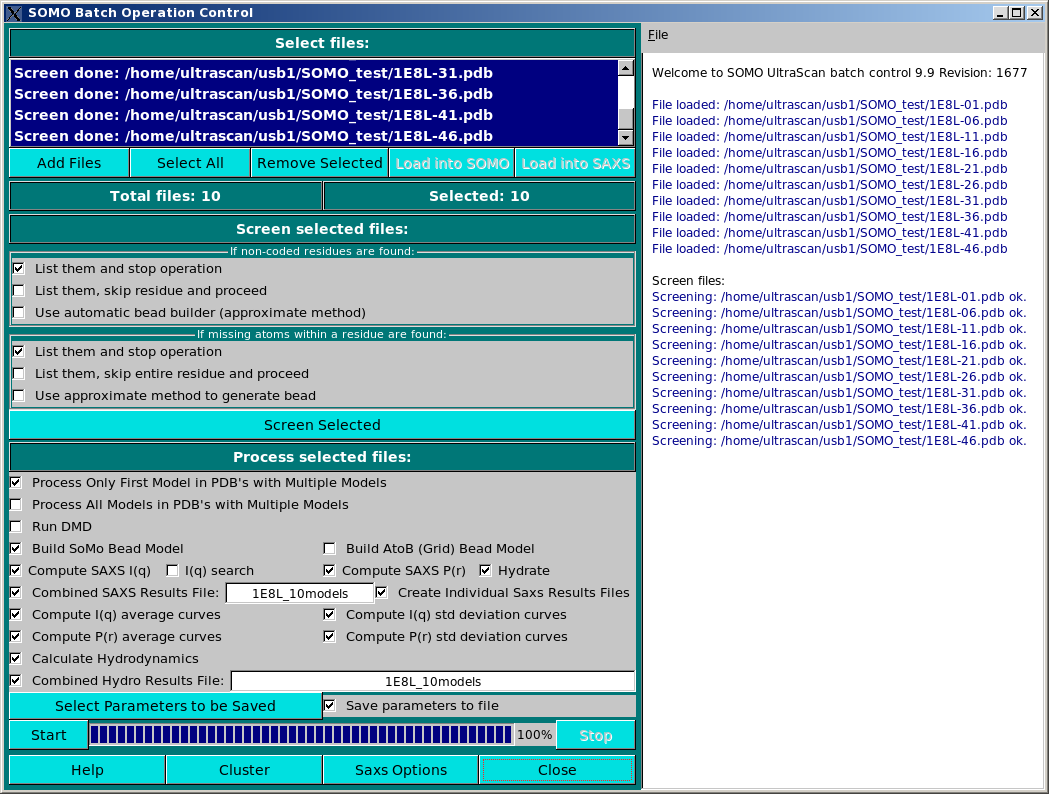 SOMO Batch Operation Control
Select files:
Screen done: /home/ultrascan/usb1/SOMO_test/1E8L-31.pdb
Screen done: /home/ultrascan/usb1/SOMO_test/1E8L-36.pdb
Screen done: /home/ultrascan/usb1/SOMO_test/1E8L-41.pdb
Screen done: /home/ultrascan/usb1/SOMO_test/1E8L-46.pdb
Add Files Select All Remove Selected Load into SOMO Load into SAXS
Total files: 10 Selected: 10
Screen selected files:
If non-coded residues are found:
List them and stop operation
List them, skip residue and proceed
Use automatic bead builder (approximate method)
If missing atoms within a residue are found:
List them and stop operation
List them, skip entire residue and proceed
Use approximate method to generate bead
Screen Selected
Process selected files:
Process Only First Model in PDB's with Multiple Models
Process All Models in PDB's with Multiple Models
Run DMD
Build SoMo Bead Model Build AtoB (Grid) Bead Model
Compute SAXS I(q) I(q) search Compute SAXS P(r) Hydrate
Combined SAXS Results File: 1E8L_10models Create Individual Saxs Results Files
Compute I(q) average curves Compute I(q) std deviation curves
Compute P(r) average curves Compute P(r) std deviation curves
Calculate Hydrodynamics
Combined Hydro Results File: 1E8L_10models
Select Parameters to be Saved Save parameters to file
Start 100% Stop
Help Cluster Saxs Options Close
File
Welcome to SOMO UltraScan batch control 9.9 Revision: 1677
File loaded: /home/ultrascan/usb1/SOMO_test/1E8L-01.pdb
File loaded: /home/ultrascan/usb1/SOMO_test/1E8L-06.pdb
File loaded: /home/ultrascan/usb1/SOMO_test/1E8L-11.pdb
File loaded: /home/ultrascan/usb1/SOMO_test/1E8L-16.pdb
File loaded: /home/ultrascan/usb1/SOMO_test/1E8L-21.pdb
File loaded: /home/ultrascan/usb1/SOMO_test/1E8L-26.pdb
File loaded: /home/ultrascan/usb1/SOMO_test/1E8L-31.pdb
File loaded: /home/ultrascan/usb1/SOMO_test/1E8L-36.pdb
File loaded: /home/ultrascan/usb1/SOMO_test/1E8L-41.pdb
File loaded: /home/ultrascan/usb1/SOMO_test/1E8L-46.pdb
Screen files:
Screening: /home/ultrascan/usb1/SOMO_test/1E8L-01.pdb ok.
Screening: /home/ultrascan/usb1/SOMO_test/1E8L-06.pdb ok.
Screening: /home/ultrascan/usb1/SOMO_test/1E8L-11.pdb ok.
Screening: /home/ultrascan/usb1/SOMO_test/1E8L-16.pdb ok.
Screening: /home/ultrascan/usb1/SOMO_test/1E8L-21.pdb ok.
Screening: /home/ultrascan/usb1/SOMO_test/1E8L-26.pdb ok.
Screening: /home/ultrascan/usb1/SOMO_test/1E8L-31.pdb ok.
Screening: /home/ultrascan/usb1/SOMO_test/1E8L-36.pdb ok.
Screening: /home/ultrascan/usb1/SOMO_test/1E8L-41.pdb ok.
Screening: /home/ultrascan/usb1/SOMO_test/1E8L-46.pdb ok.